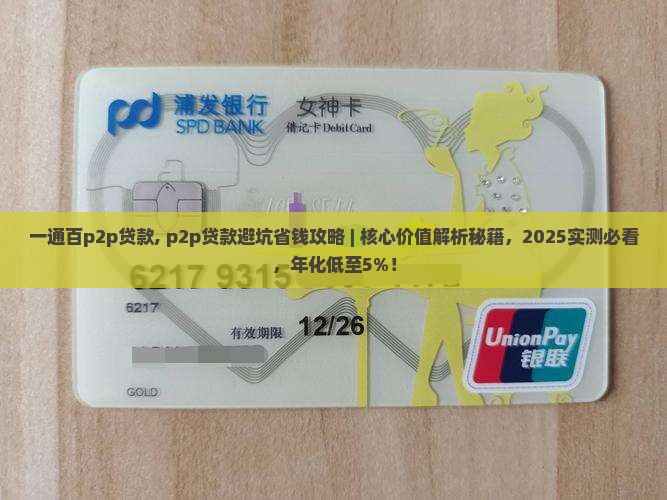 浦发银行
SPD BANK
女神卡
借记卡 Debit Card
一通百p2p贷款, p2p贷款避坑省钱攻略 | 核心价值解析秘籍，2025实测必看
，年化低至5%！
6217 9315
6217
有效期限 12/26
UnionPay
银联
GOLD